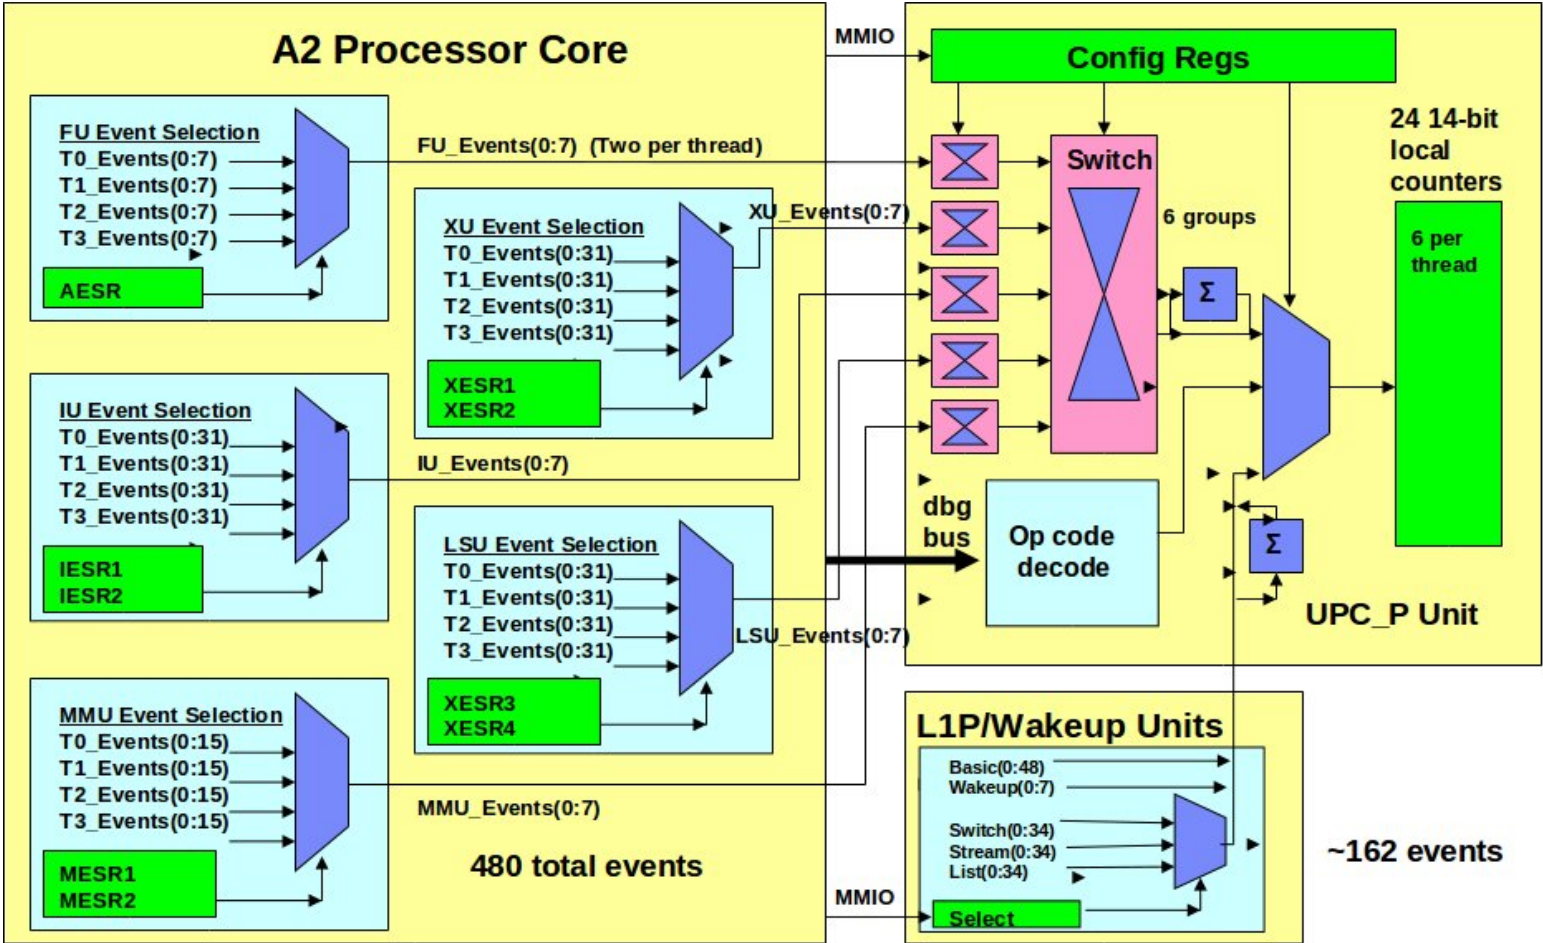 A2 Processor Core
FU Event Selection
T0_Events(0:7)
T1_Events(0:7)
T2_Events(0:7)
T3_Events(0:7)
AESR
FU_Events(0:7) (Two per thread)
XU Event Selection
T0_Events(0:31)
T1_Events(0:31)
T2_Events(0:31)
T3_Events(0:31)
XESR1
XESR2
XU_Events(0:7)
IU Event Selection
T0_Events(0:31)
T1_Events(0:31)
T2_Events(0:31)
T3_Events(0:31)
IESR1
IESR2
IU_Events(0:7)
LSU Event Selection
T0_Events(0:31)
T1_Events(0:31)
T2_Events(0:31)
T3_Events(0:31)
XESR3
XESR4
LSU_Events(0:7)
MMU Event Selection
T0_Events(0:15)
T1_Events(0:15)
T2_Events(0:15)
T3_Events(0:15)
MESR1
MESR2
MMU_Events(0:7)
480 total events
MMIO
MMIO
Config Regs
Switch
6 groups
Σ
24 14-bit
local
counters
6 per
thread
dbg
bus
Op code
decode
Σ
UPC_P Unit
L1P/Wakeup Units
Basic(0:48)
Wakeup(0:7)
Switch(0:34)
Stream(0:34)
List(0:34)
Select
~162 events